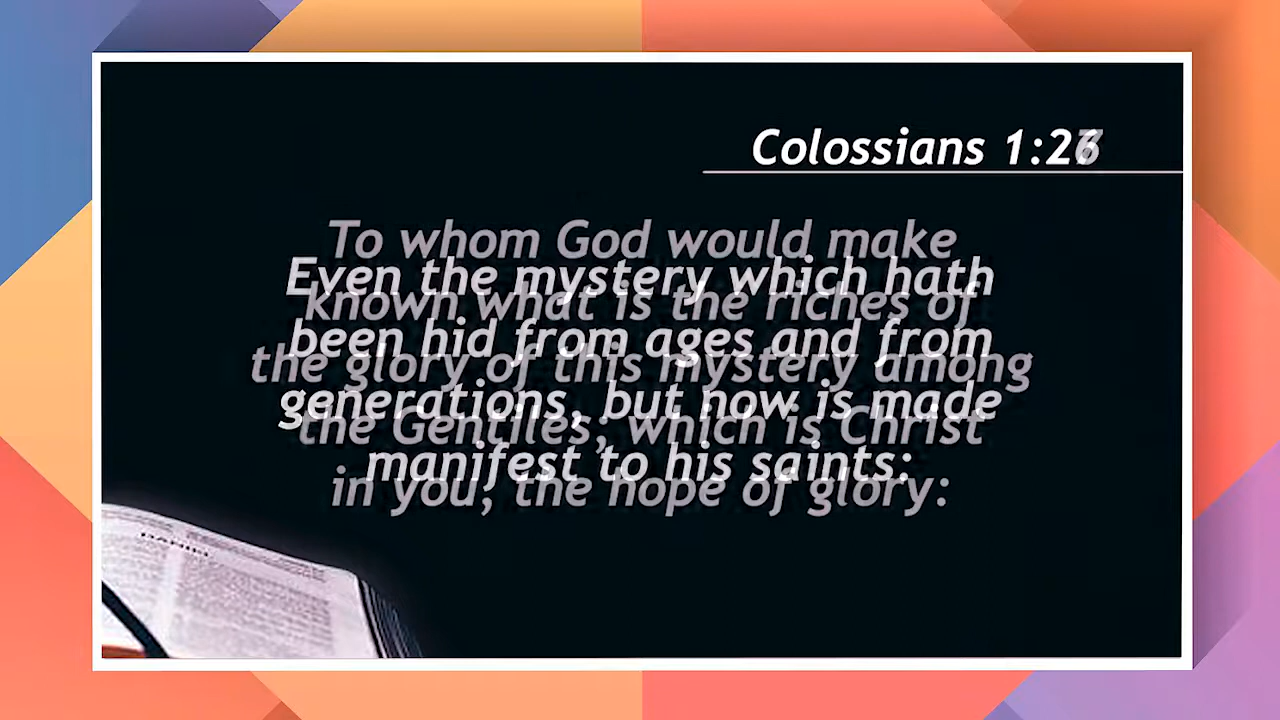 Colossians 1:26
Even the mystery which hath
been hid from ages and from
generations, but now is made
manifest to his saints:
To whom God would make
known what is the riches of
the glory of this mystery among
the Gentiles; which is Christ
in you, the hope of glory:
DANIEL